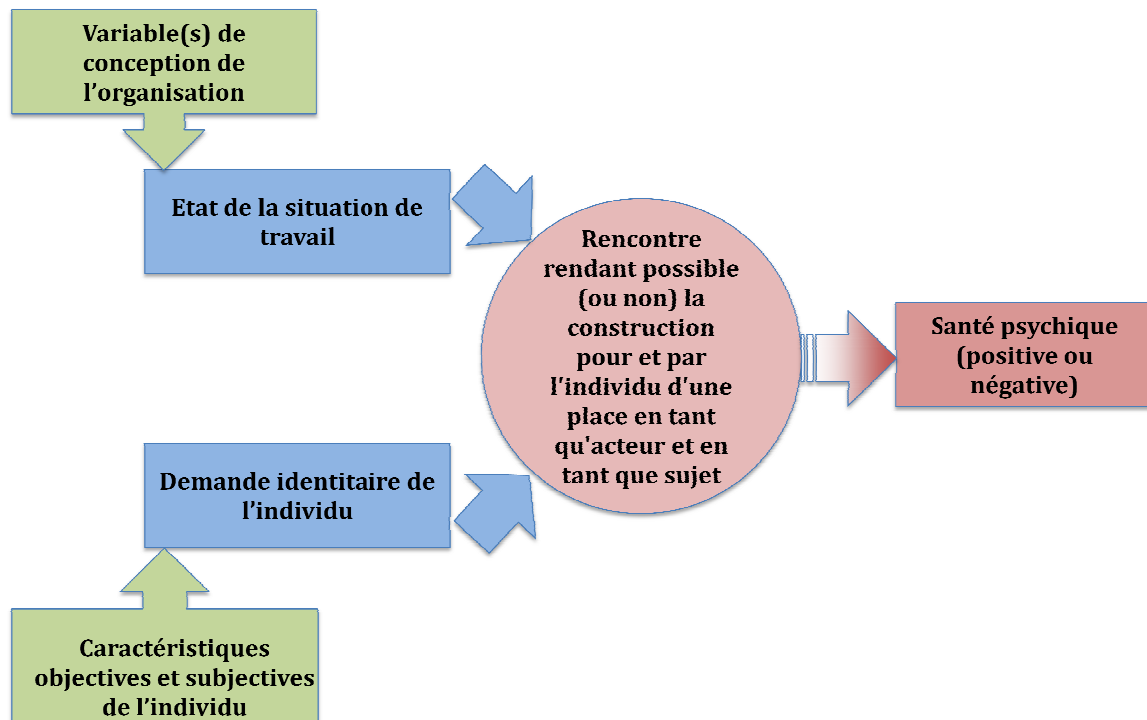 Variable(s) de
conception de
l’organisation
Etat de la situation de
travail
Rencontre
rendant possible
(ou non) la
construction
pour et par
l'individu d'une
place en tant
qu'acteur et en
tant que sujet
Santé psychique
(positive ou
négative)
Demande identitaire de
l’individu
Caractéristiques
objectives et subjectives
de l’individu